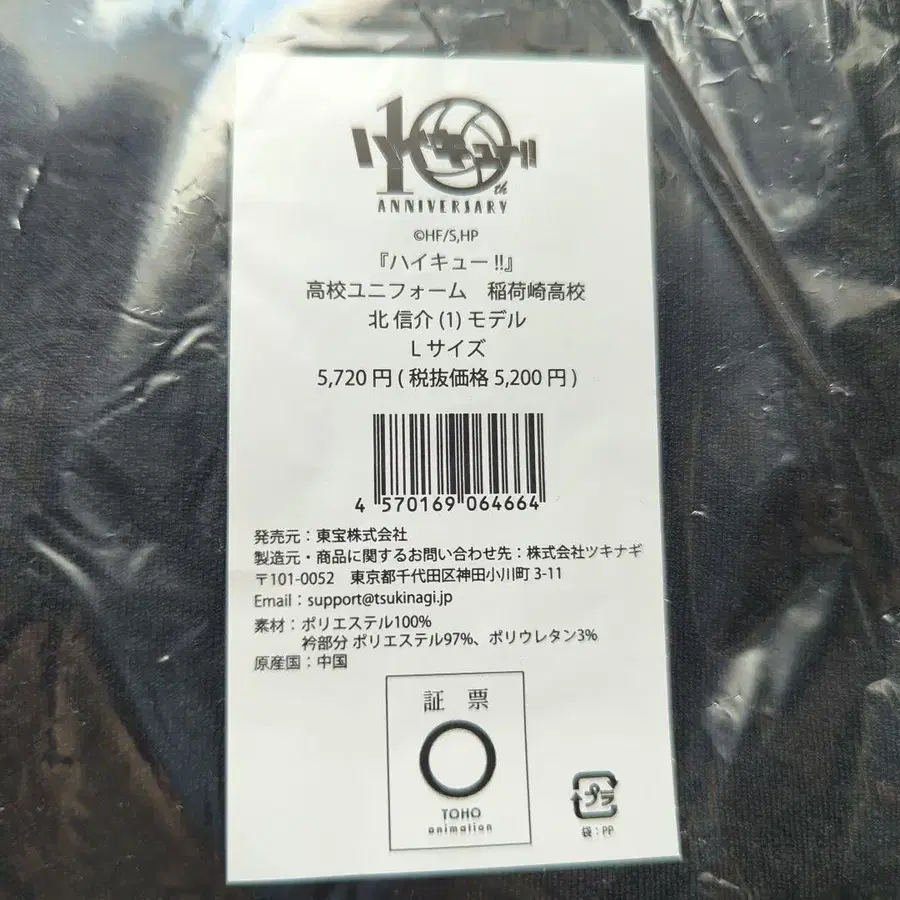 ハイキュー!!
10th
ANNIVERSARY
©HF/S,HP
『ハイキュー!!』
高校ユニフォーム　稲荷崎高校
北 信介 (1) モデル
L サイズ
5,720 円 ( 税抜価格 5,200 円 )
4 570169 064664
発売元：東宝株式会社
製造元・商品に関するお問い合わせ先：株式会社ツキナギ
〒101-0052　東京都千代田区神田小川町 3-11
Email：support@tsukinagi.jp
素材：ポリエステル100%
衿部分 ポリエステル97%、ポリウレタン3%
原産国：中国
証 票
TOHO
animation
プラ
袋：PP